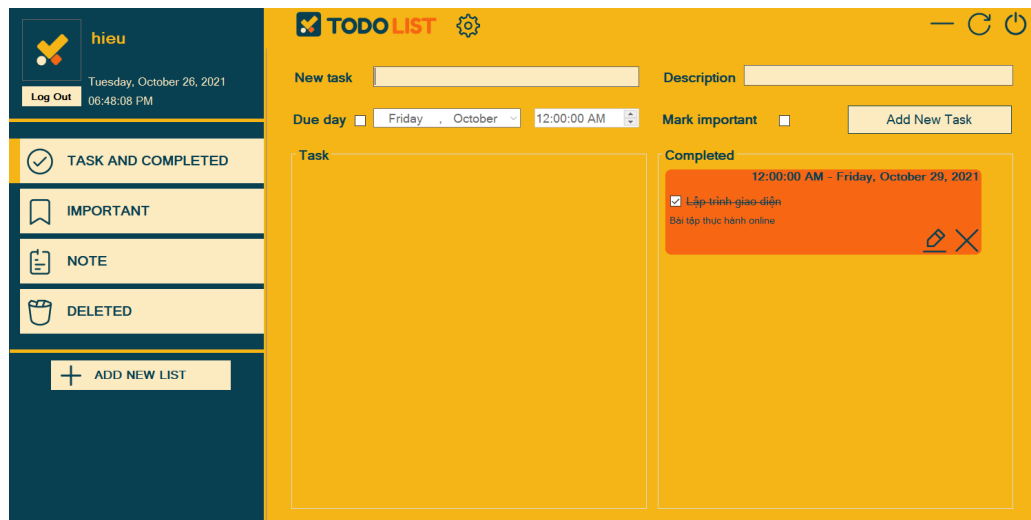 hieu
Tuesday, October 26, 2021
06:48:08 PM
Log Out
TASK AND COMPLETED
IMPORTANT
NOTE
DELETED
ADD NEW LIST
TODO LIST
New task
Description
Due day
Friday , October
12:00:00 AM
Mark important
Add New Task
Task
Completed
12:00:00 AM - Friday, October 29, 2021
Lập trình giao diện
Bài tập thực hành online